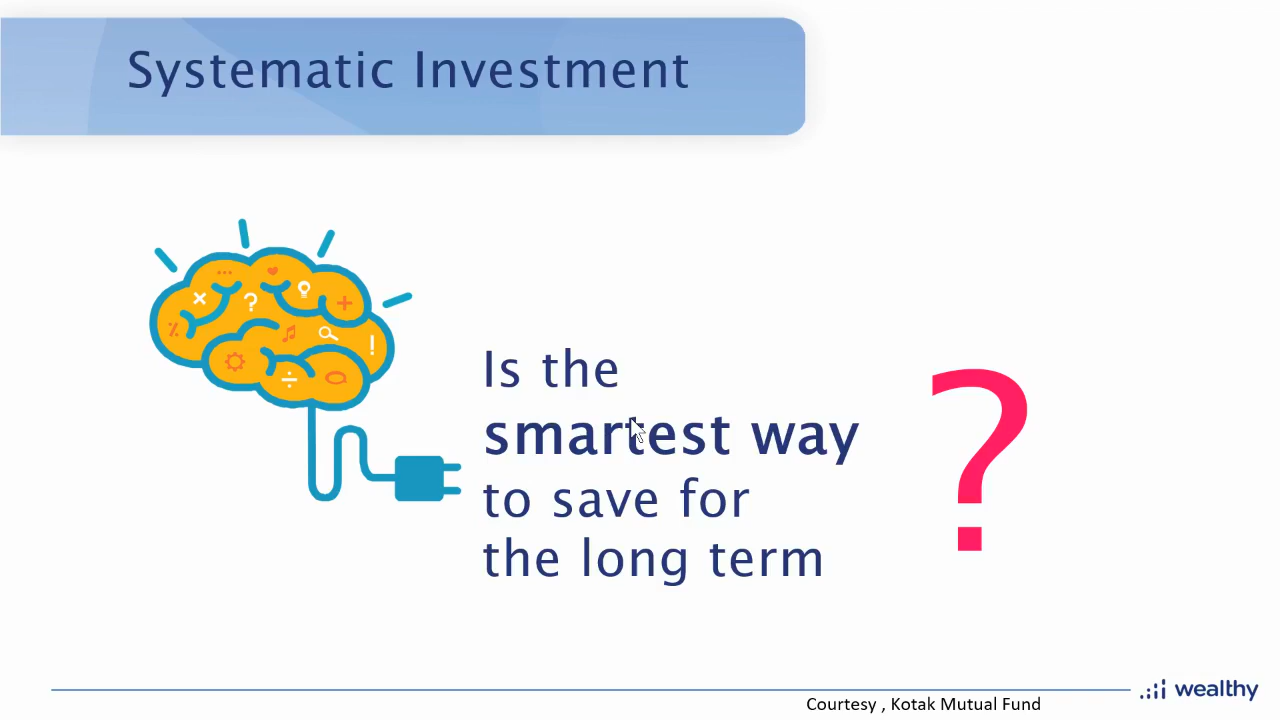 Systematic Investment
Is the
smartest way
to save for
the long term
?
Courtesy , Kotak Mutual Fund
wealthy